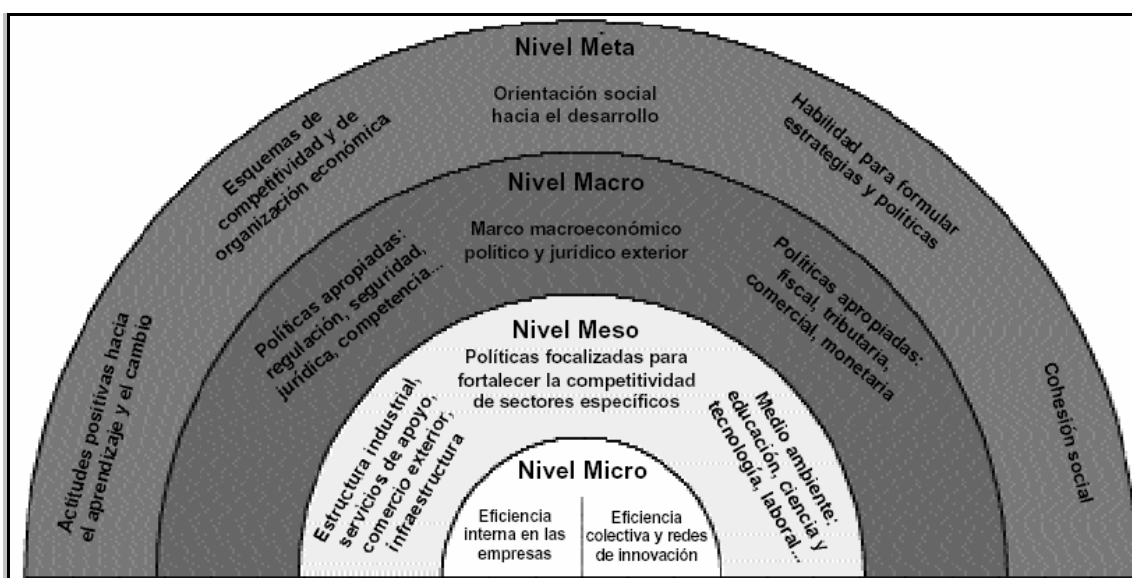 Nivel Meta
Orientación social
hacia el desarrollo
Esquemas de
competitividad y de
organización económica
Habilidad para formular
estrategias y políticas
Actitudes positivas hacia
el aprendizaje y el cambio
Cohesión social
Nivel Macro
Marco macroeconómico
político y jurídico exterior
Políticas apropiadas:
regulación, seguridad,
jurídica, competencia...
Políticas apropiadas:
fiscal, tributaria,
comercial, monetaria
Nivel Meso
Políticas focalizadas para
fortalecer la competitividad
de sectores específicos
Estructura industrial,
servicios de apoyo,
comercio exterior,
infraestructura
Medio ambiente:
educación, ciencia y
tecnología, laboral...
Nivel Micro
Eficiencia
interna en las
empresas
Eficiencia
colectiva y redes
de innovación